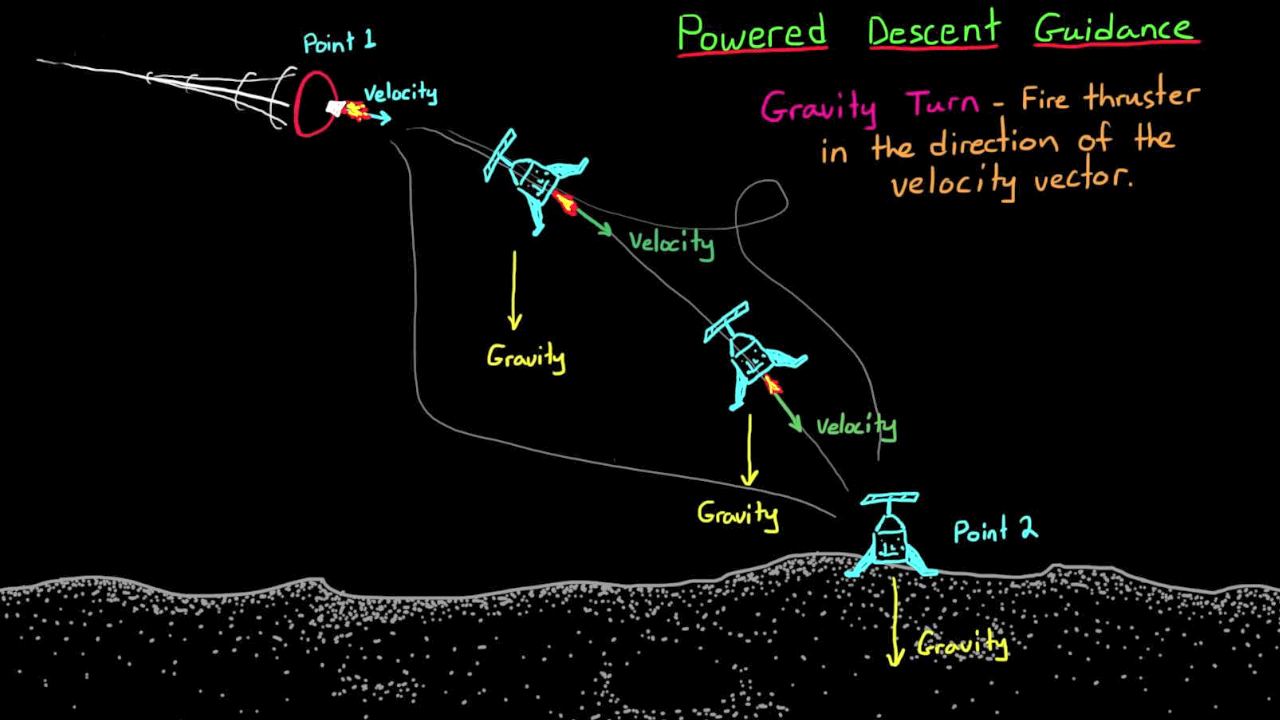 Powered Descent Guidance
Point 1
Velocity
Gravity Turn - Fire thruster
in the direction of the
velocity vector.
Velocity
Gravity
Velocity
Gravity
Point 2
Gravity